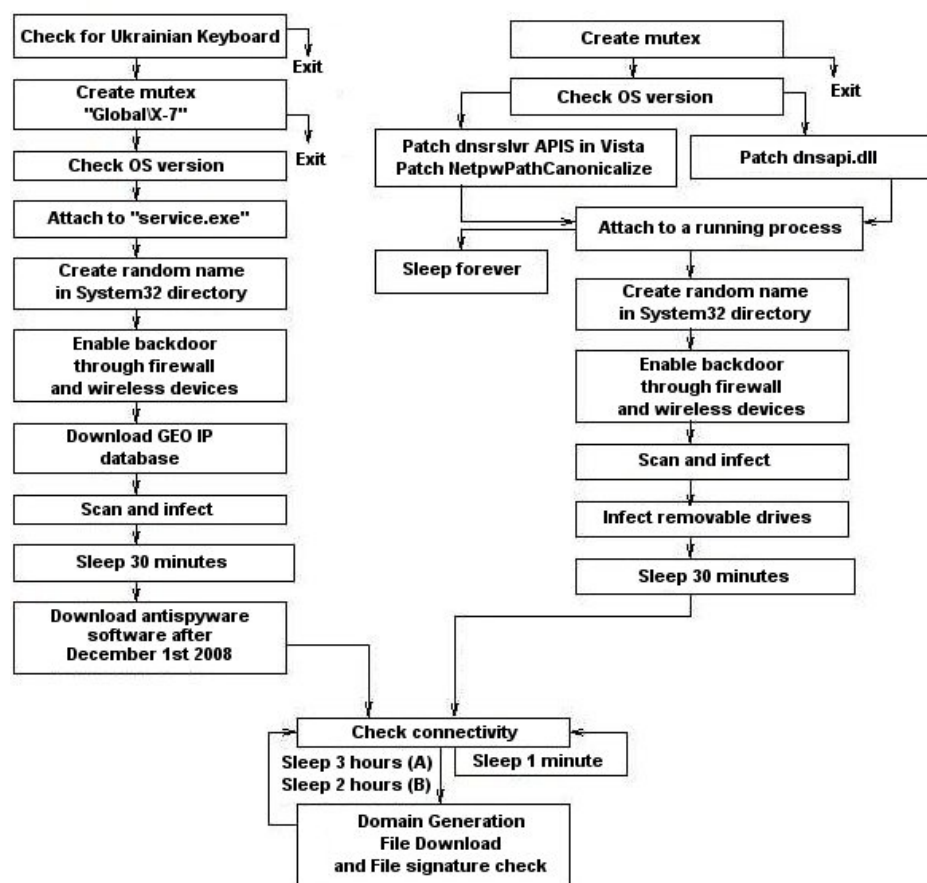 Check for Ukrainian Keyboard
Exit
Create mutex
"Global\X-7"
Exit
Check OS version
Attach to "service.exe"
Create random name
in System32 directory
Enable backdoor
through firewall
and wireless devices
Download GEO IP
database
Scan and infect
Sleep 30 minutes
Download antispyware
software after
December 1st 2008
Create mutex
Exit
Check OS version
Patch dnsrslvr APIS in Vista
Patch NetpwPathCanonicalize
Patch dnsapi.dll
Attach to a running process
Sleep forever
Create random name
in System32 directory
Enable backdoor
through firewall
and wireless devices
Scan and infect
Infect removable drives
Sleep 30 minutes
Check connectivity
Sleep 3 hours (A)
Sleep 2 hours (B)
Sleep 1 minute
Domain Generation
File Download
and File signature check